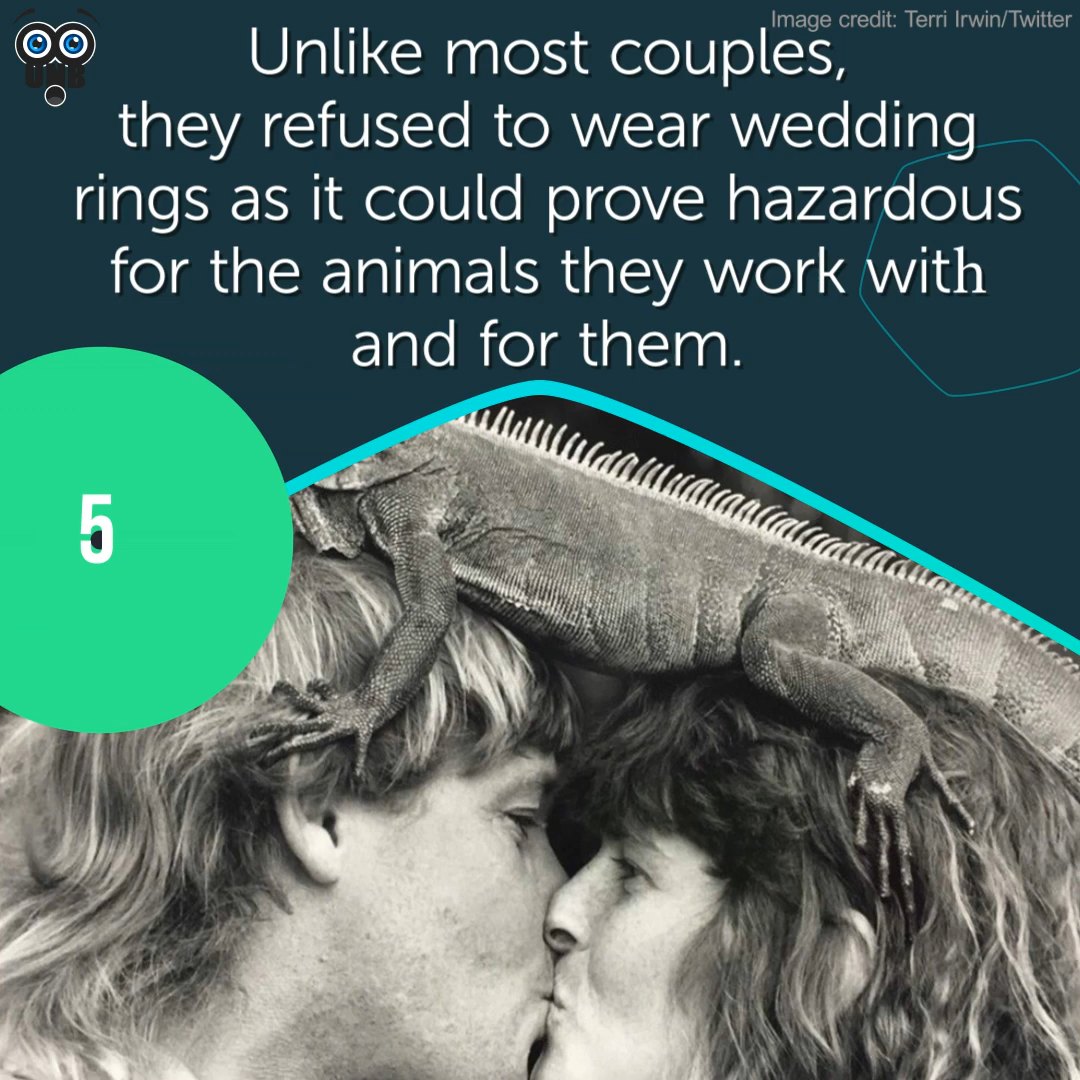 Image credit: Terri Irwin/Twitter
Unlike most couples,
they refused to wear wedding
rings as it could prove hazardous
for the animals they work with
and for them.
5